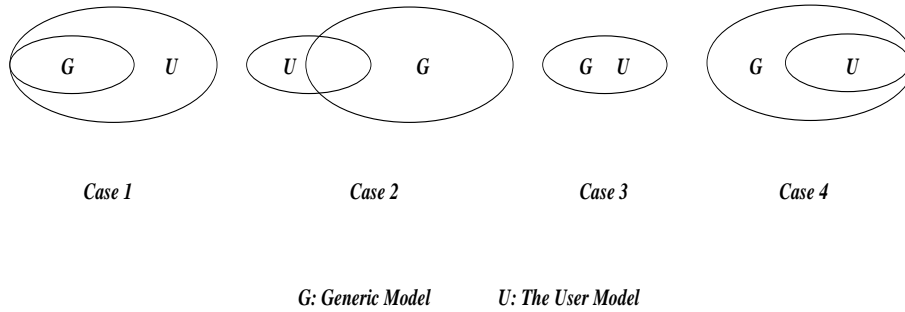 G U U G G U G U
Case 1 Case 2 Case 3 Case 4
G: Generic Model U: The User Model